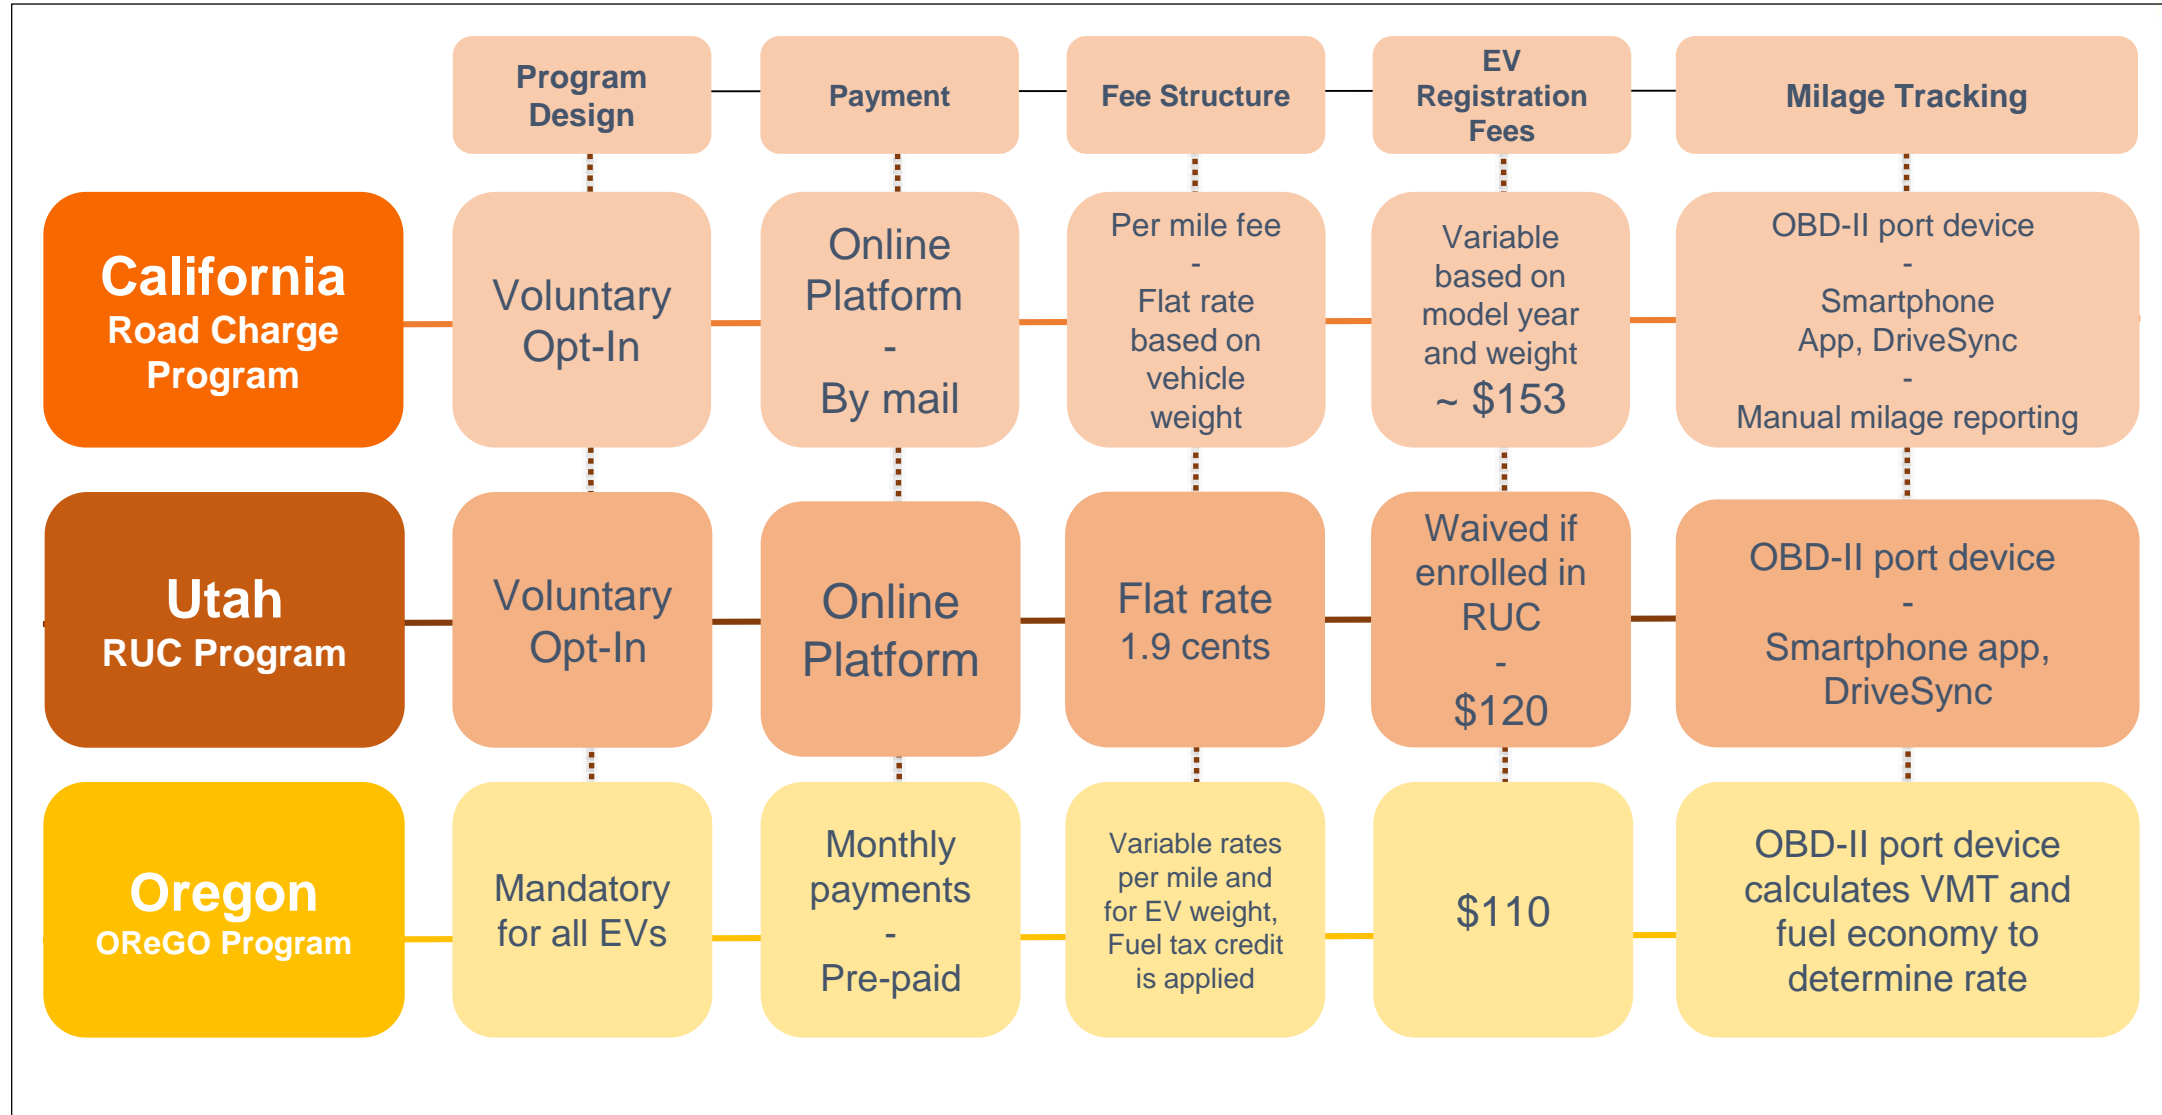 Program
Design
Payment
Fee Structure
EV
Registration
Fees
Milage Tracking
California
Road Charge
Program
Voluntary
Opt-In
Online
Platform
-
By mail
Per mile fee
-
Flat rate
based on
vehicle
weight
Variable
based on
model year
and weight
~ $153
OBD-II port device
-
Smartphone
App, DriveSync
-
Manual milage reporting
Utah
RUC Program
Voluntary
Opt-In
Online
Platform
Flat rate
1.9 cents
Waived if
enrolled in
RUC
-
$120
OBD-II port device
-
Smartphone app,
DriveSync
Oregon
OReGO Program
Mandatory
for all EVs
Monthly
payments
-
Pre-paid
Variable rates
per mile and
for EV weight,
Fuel tax credit
is applied
$110
OBD-II port device
calculates VMT and
fuel economy to
determine rate